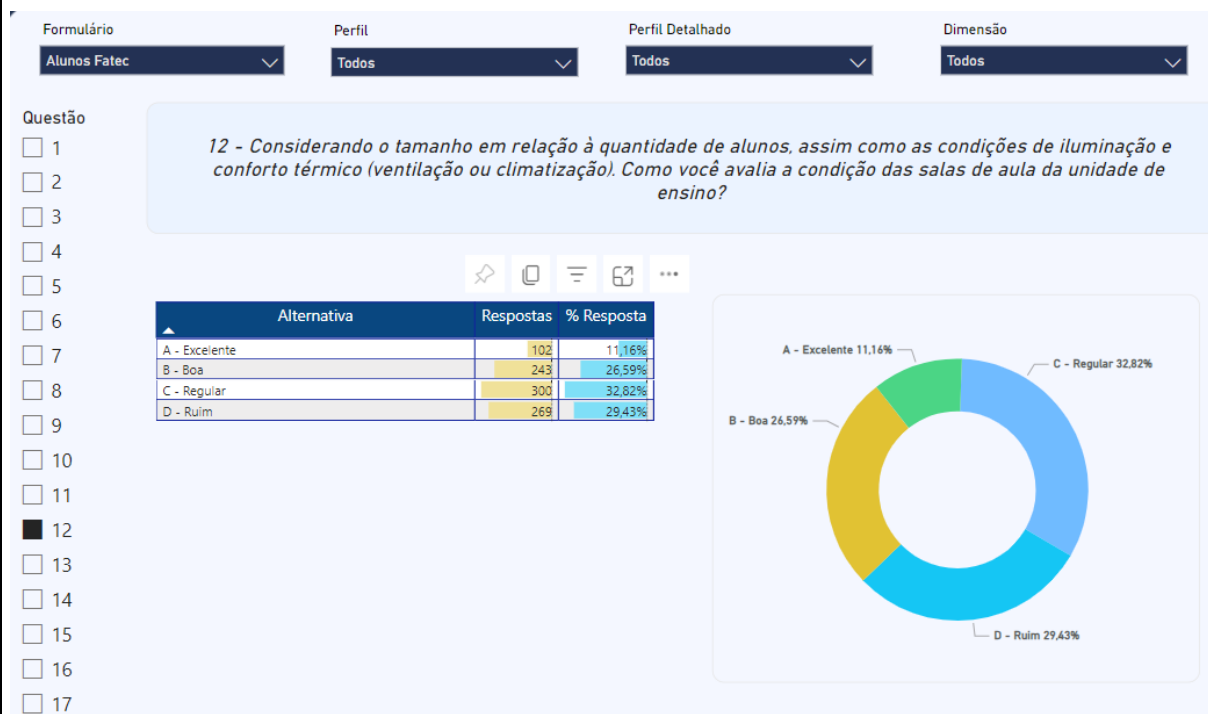 Formulário
Perfil
Perfil Detalhado
Dimensão
Alunos Fatec
Todos
Todos
Todos
Questão
1
2
3
4
5
6
7
8
9
10
11
12
13
14
15
16
17
12 - Considerando o tamanho em relação à quantidade de alunos, assim como as condições de iluminação e
conforto térmico (ventilação ou climatização). Como você avalia a condição das salas de aula da unidade de
ensino?
Alternativa Respostas % Resposta
A - Excelente 102 11,16%
B - Boa 243 26,59%
C - Regular 300 32,82%
D - Ruim 269 29,43%
A - Excelente 11,16%
C - Regular 32,82%
B - Boa 26,59%
D - Ruim 29,43%